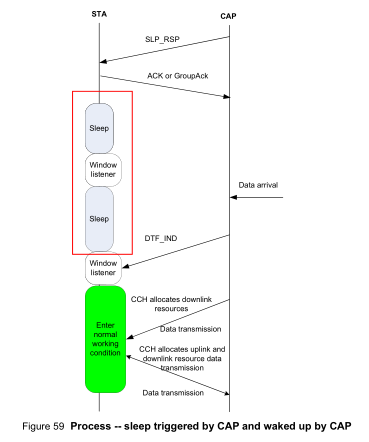 STA
CAP
SLP_RSP
ACK or GroupAck
Sleep
Window
listener
Data arrival
Sleep
DTF_IND
Window
listener
CCH allocates downlink
resources
Enter
normal
working
condition
Data transmission
CCH allocates uplink and
downlink resource data
transmission
Data transmission
Figure 59 Process -- sleep triggered by CAP and waked up by CAP